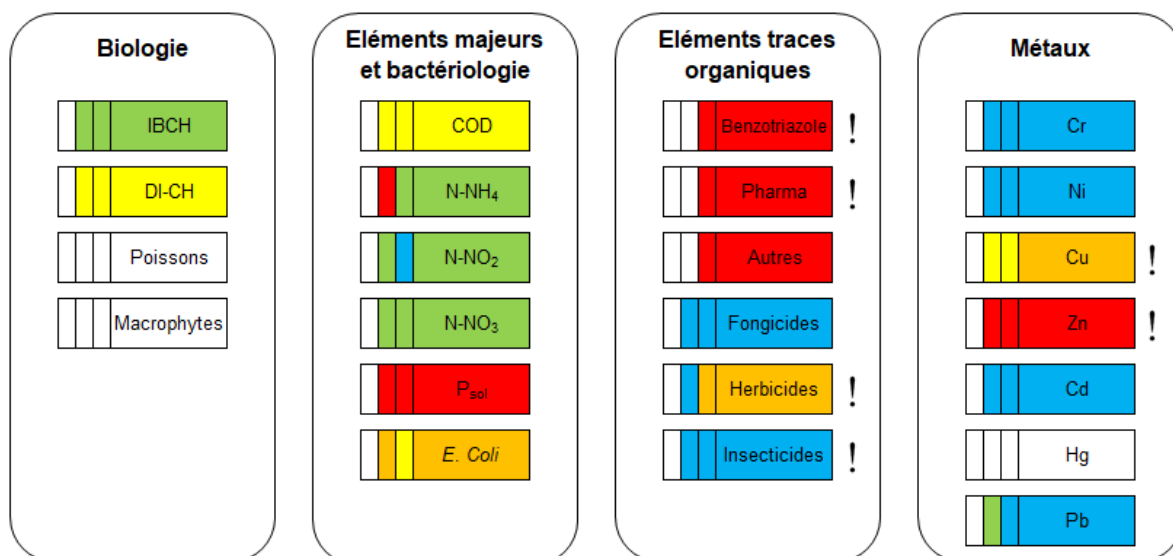 Biologie
IBCH
DI-CH
Poissons
Macrophytes
Eléments majeurs
et bactériologie
COD
N-NH₄
N-NO₂
N-NO₃
Psol
E. Coli
Eléments traces
organiques
Benzotriazole !
Pharma !
Autres
Fongicides
Herbicides !
Insecticides !
Métaux
Cr
Ni
Cu !
Zn !
Cd
Hg
Pb